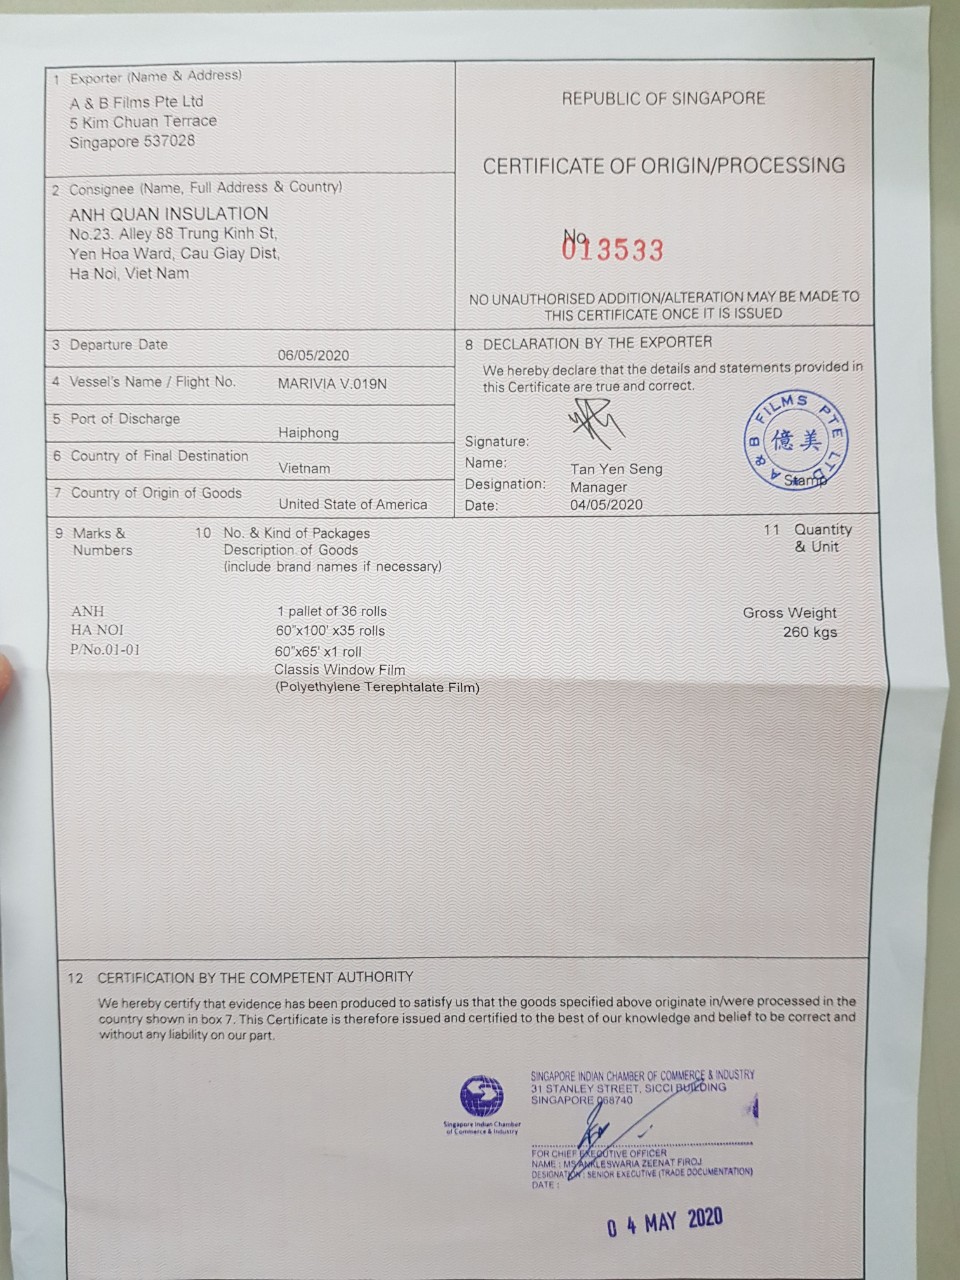 1 Exporter (Name & Address)
A & B Films Pte Ltd
5 Kim Chuan Terrace
Singapore 537028
2 Consignee (Name, Full Address & Country)
ANH QUAN INSULATION
No.23. Alley 88 Trung Kinh St,
Yen Hoa Ward, Cau Giay Dist,
Ha Noi, Viet Nam
REPUBLIC OF SINGAPORE
CERTIFICATE OF ORIGIN/PROCESSING
No
013533
NO UNAUTHORISED ADDITION/ALTERATION MAY BE MADE TO
THIS CERTIFICATE ONCE IT IS ISSUED
3 Departure Date
06/05/2020
4 Vessel's Name / Flight No. MARIVIA V.019N
5 Port of Discharge
Haiphong
6 Country of Final Destination
Vietnam
7 Country of Origin of Goods
United State of America
8 DECLARATION BY THE EXPORTER
We hereby declare that the details and statements provided in
this Certificate are true and correct.
Signature:
Name: Tan Yen Seng
Designation: Manager
Date: 04/05/2020
A & B FILMS PTE LTD
億美
Stamp
9 Marks &
Numbers
10 No. & Kind of Packages
Description of Goods
(include brand names if necessary)
11 Quantity
& Unit
ANH
HA NOI
P/No.01-01
1 pallet of 36 rolls
60"x100' x35 rolls
60"x65' x1 roll
Classis Window Film
(Polyethylene Terephtalate Film)
Gross Weight
260 kgs
12 CERTIFICATION BY THE COMPETENT AUTHORITY
We hereby certify that evidence has been produced to satisfy us that the goods specified above originate in/were processed in the
country shown in box 7. This Certificate is therefore issued and certified to the best of our knowledge and belief to be correct and
without any liability on our part.
Singapore Indian Chamber
of Commerce & Industry
SINGAPORE INDIAN CHAMBER OF COMMERCE & INDUSTRY
31 STANLEY STREET, SICCI BUILDING
SINGAPORE 068740
FOR CHIEF EXECUTIVE OFFICER
NAME : MS ANKLESWARIA ZEENAT FIROJ
DESIGNATION : SENIOR EXECUTIVE (TRADE DOCUMENTATION)
DATE :
0 4 MAY 2020